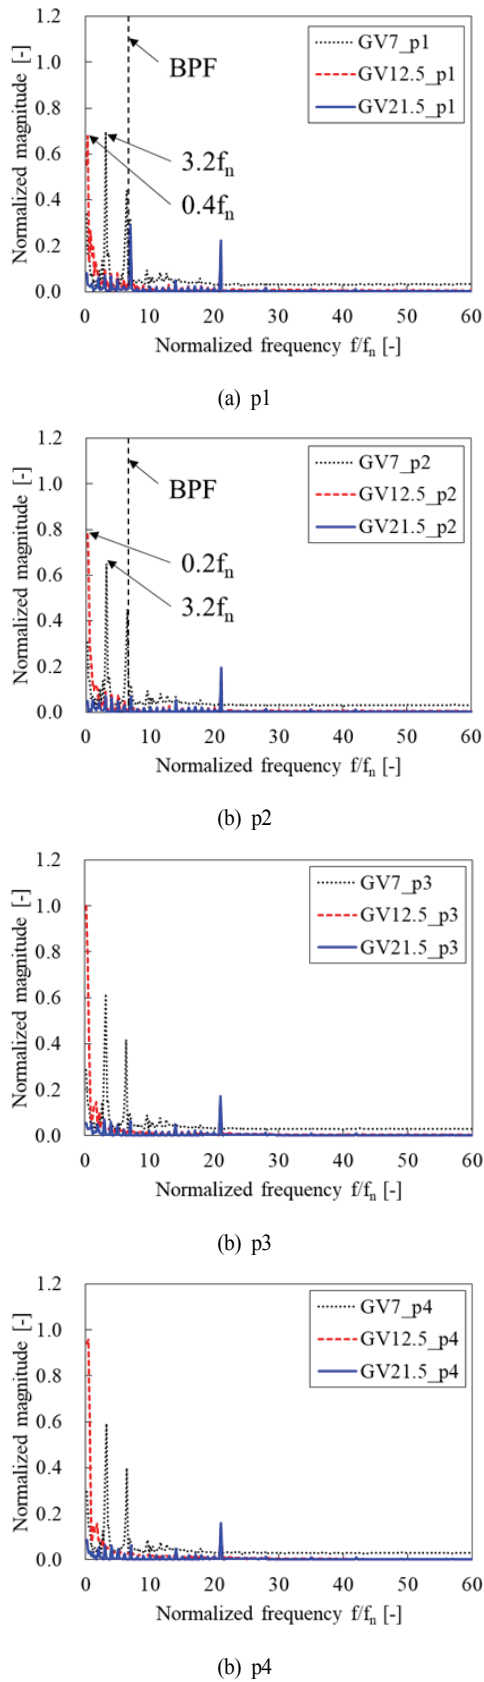 1.2
1.0
0.8
0.6
0.4
0.2
0.0
Normalized magnitude [-]
BPF
3.2fn
0.4fn
GV7_p1
GV12.5_p1
GV21.5_p1
0 10 20 30 40 50 60
Normalized frequency f/fn [-]
(a) p1
1.2
1.0
0.8
0.6
0.4
0.2
0.0
Normalized magnitude [-]
BPF
0.2fn
3.2fn
GV7_p2
GV12.5_p2
GV21.5_p2
0 10 20 30 40 50 60
Normalized frequency f/fn [-]
(b) p2
1.2
1.0
0.8
0.6
0.4
0.2
0.0
Normalized magnitude [-]
GV7_p3
GV12.5_p3
GV21.5_p3
0 10 20 30 40 50 60
Normalized frequency f/fn [-]
(b) p3
1.2
1.0
0.8
0.6
0.4
0.2
0.0
Normalized magnitude [-]
GV7_p4
GV12.5_p4
GV21.5_p4
0 10 20 30 40 50 60
Normalized frequency f/fn [-]
(b) p4